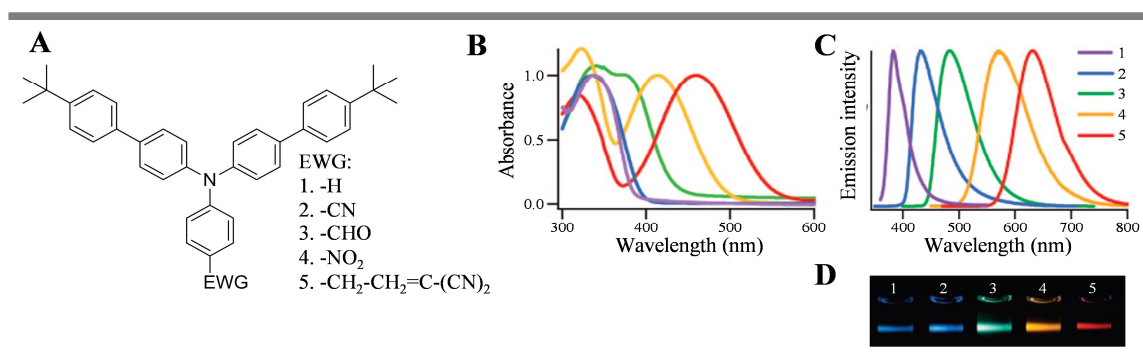 A
N
EWG
EWG:
1. -H
2. -CN
3. -CHO
4. -NO₂
5. -CH₂-CH₂=C-(CN)₂
B
Absorbance
1.0
0.5
0.0
300 400 500 600
Wavelength (nm)
C
Emission intensity
1
2
3
4
5
400 500 600 700 800
Wavelength (nm)
D
1 2 3 4 5